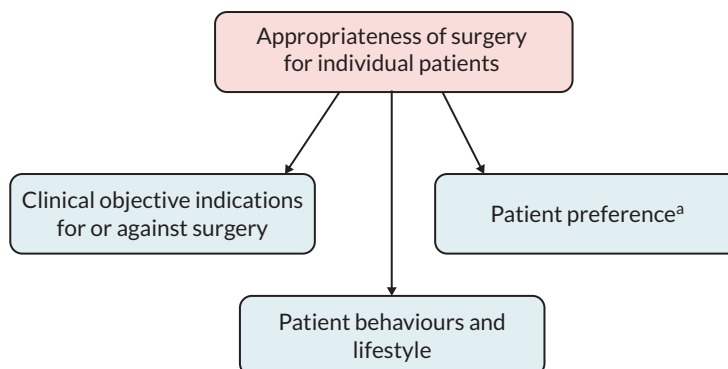 Appropriateness of surgery
for individual patients
Clinical objective indications
for or against surgery
Patient preferenceᵃ
Patient behaviours and
lifestyle